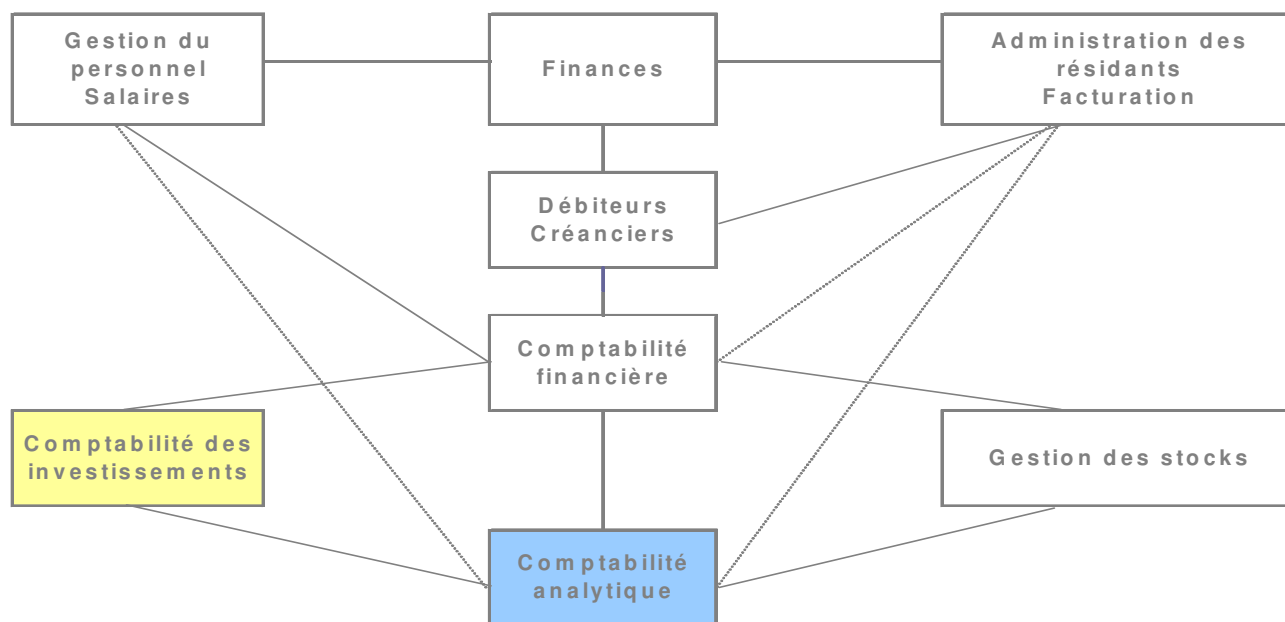 Gestion du
personnel
Salaires
Finances
Administration des
résidants
Facturation
Débiteurs
Créanciers
Comptabilité
financière
Comptabilité des
investissements
Gestion des stocks
Comptabilité
analytique